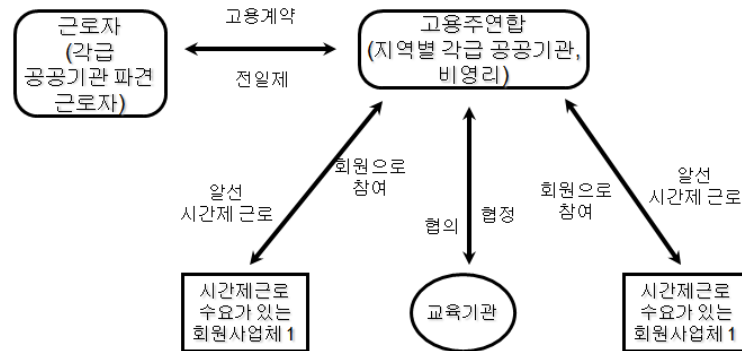 근로자
(각급
공공기관 파견
근로자)
고용계약
전일제
고용주연합
(지역별 각급 공공기관,
비영리)
알선
시간제 근로
회원으로
참여
협의
협정
회원으로
참여
알선
시간제 근로
시간제근로
수요가 있는
회원사업체 1
교육기관
시간제근로
수요가 있는
회원사업체 1